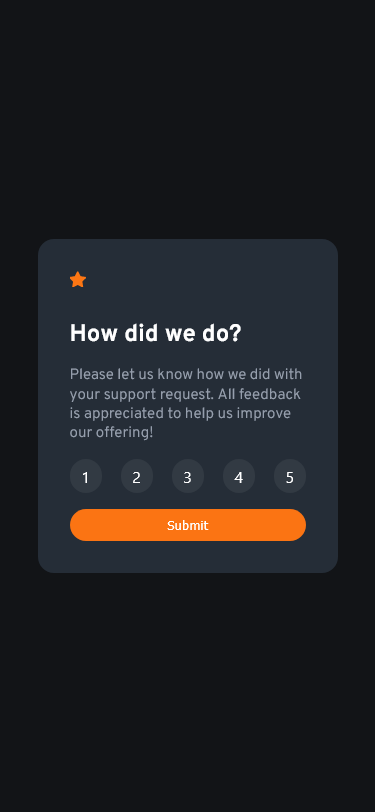 How did we do?
Please let us know how we did with
your support request. All feedback
is appreciated to help us improve
our offering!
1 2 3 4 5
Submit